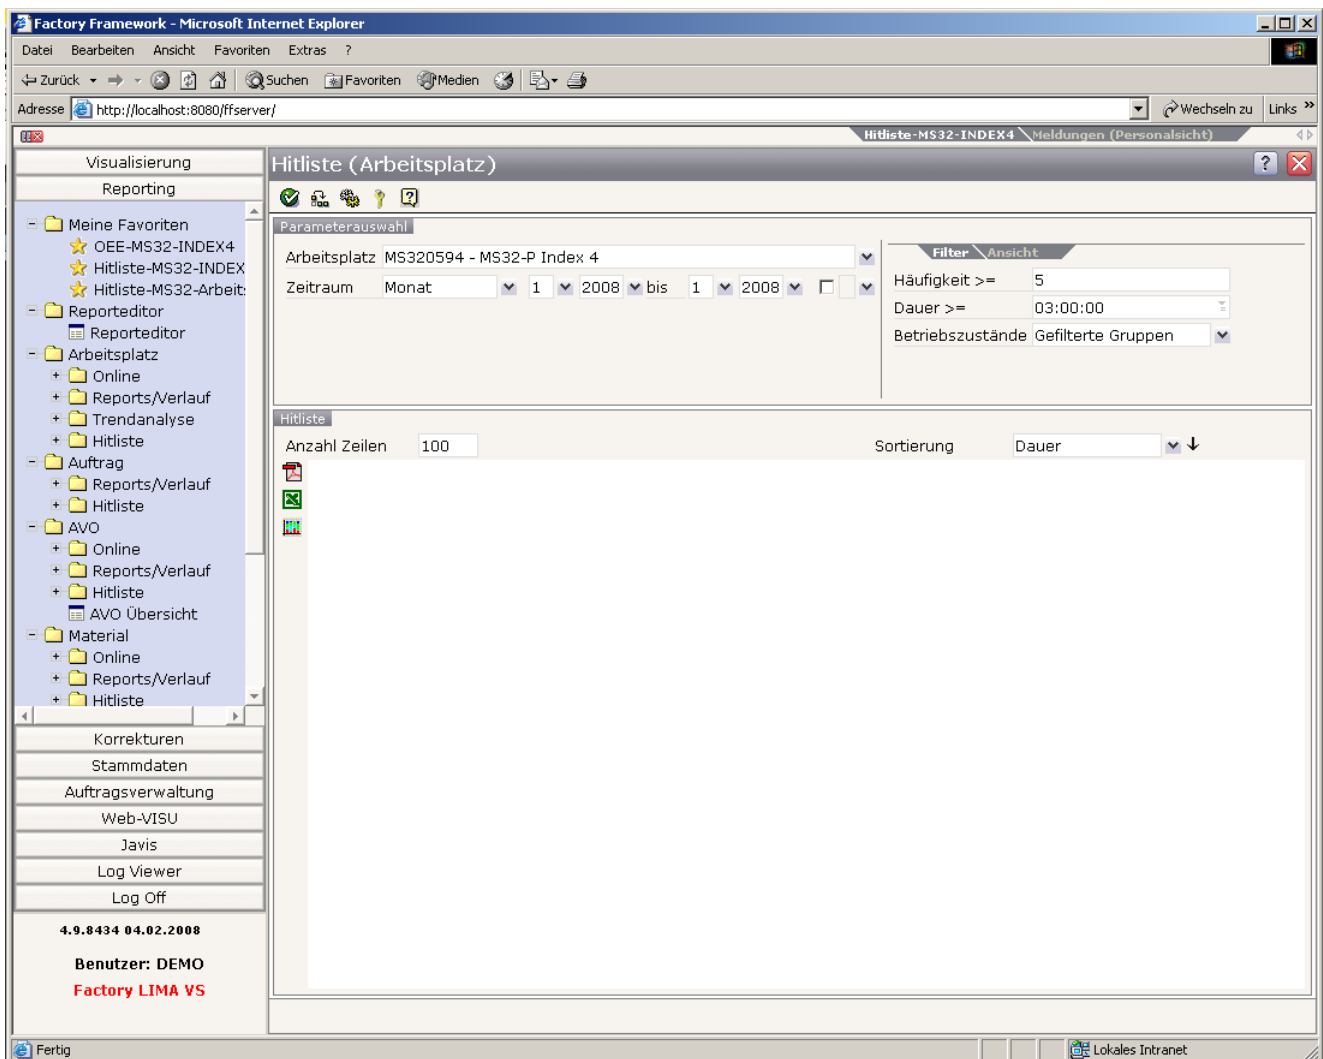 Factory Framework - Microsoft Internet Explorer
Datei Bearbeiten Ansicht Favoriten Extras ?
Zurück Suchen Favoriten Medien
Adresse http://localhost:8080/ffserver/ Wechseln zu Links »
Hitliste-MS32-INDEX4 Meldungen (Personalsicht)
Visualisierung
Reporting
Meine Favoriten
OEE-MS32-INDEX4
Hitliste-MS32-INDEX
Hitliste-MS32-Arbeit
Reporteditor
Reporteditor
Arbeitsplatz
Online
Reports/Verlauf
Trendanalyse
Hitliste
Auftrag
Reports/Verlauf
Hitliste
AVO
Online
Reports/Verlauf
Hitliste
AVO Übersicht
Material
Online
Reports/Verlauf
Hitliste
Korrekturen
Stammdaten
Auftragsverwaltung
Web-VISU
Javis
Log Viewer
Log Off
4.9.8434 04.02.2008
Benutzer: DEMO
Factory LIMA VS
Hitliste (Arbeitsplatz)
Parameterauswahl
Arbeitsplatz MS320594 - MS32-P Index 4
Zeitraum Monat 1 2008 bis 1 2008
Filter Ansicht
Häufigkeit >= 5
Dauer >= 03:00:00
Betriebszustände Gefilterte Gruppen
Hitliste
Anzahl Zeilen 100 Sortierung Dauer
Fertig Lokales Intranet